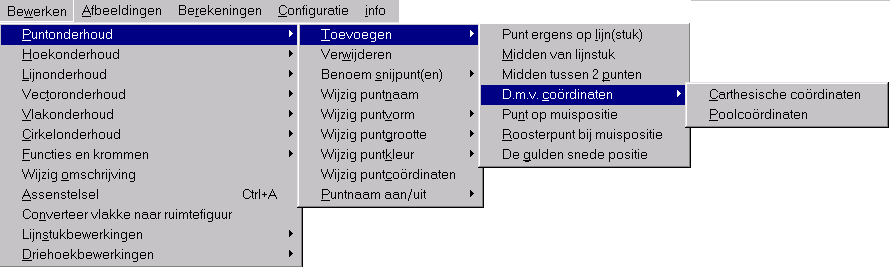 Bewerken Afbeeldingen Berekeningen Configuratie info
Puntonderhoud
Hoekonderhoud
Lijnonderhoud
Vectoronderhoud
Vlakonderhoud
Cirkelonderhoud
Functies en krommen
Wijzig omschrijving
Assenstelsel Ctrl+A
Converteer vlakke naar ruimtefiguur
Lijnstukbewerkingen
Driehoekbewerkingen
Toevoegen
Verwijderen
Benoem snijpunt(en)
Wijzig puntnaam
Wijzig puntvorm
Wijzig puntgrootte
Wijzig puntkleur
Wijzig puntcoördinaten
Puntnaam aan/uit
Punt ergens op lijn(stuk)
Midden van lijnstuk
Midden tussen 2 punten
D.m.v. coördinaten
Punt op muispositie
Roosterpunt bij muispositie
De gulden snede positie
Carthesische coördinaten
Poolcoördinaten